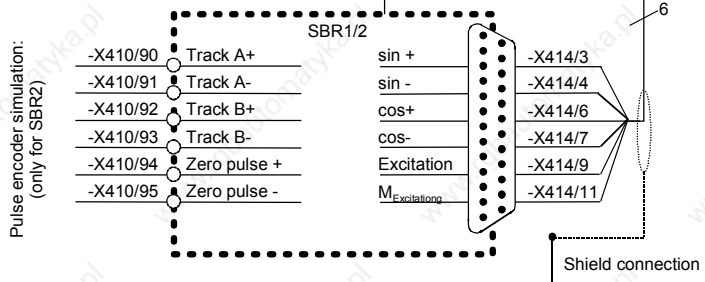 6
SBR1/2
Pulse encoder simulation:
(only for SBR2)
-X410/90 Track A+ sin + -X414/3
-X410/91 Track A- sin - -X414/4
-X410/92 Track B+ cos+ -X414/6
-X410/93 Track B- cos- -X414/7
-X410/94 Zero pulse + Excitation -X414/9
-X410/95 Zero pulse - MExcitationg -X414/11
Shield connection